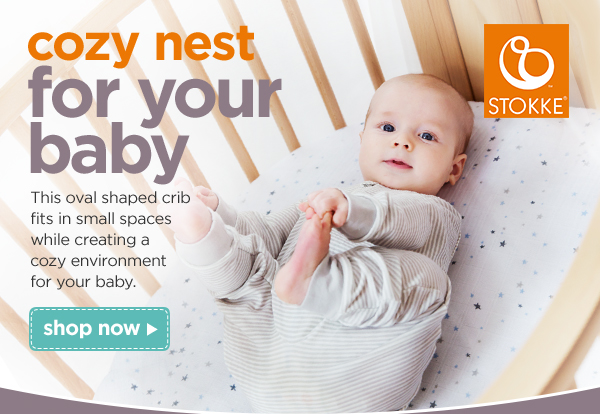 cozy nest
for your
baby
This oval shaped crib
fits in small spaces
while creating a
cozy environment
for your baby.
shop now
STOKKE®